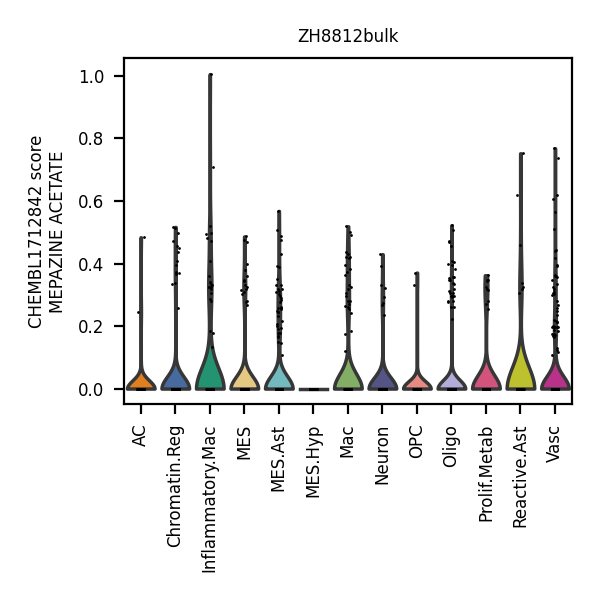 ZH8812bulk
CHEMBL1712842 score
MEPAZINE ACETATE
1.0
0.8
0.6
0.4
0.2
0.0
AC
Chromatin.Reg
Inflammatory.Mac
MES
MES.Ast
MES.Hyp
Mac
Neuron
OPC
Oligo
Prolif.Metab
Reactive.Ast
Vasc